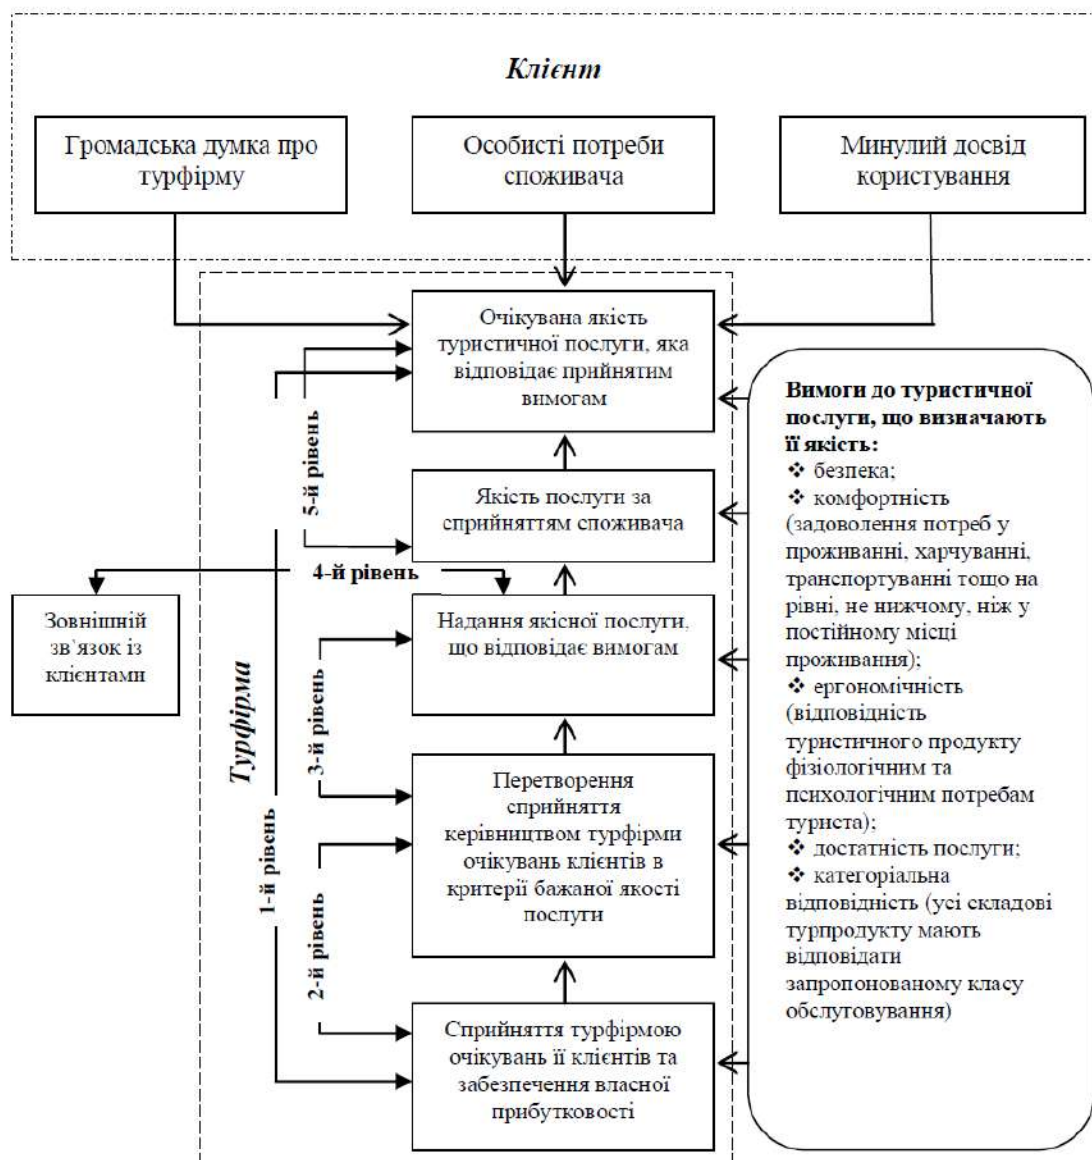 Клієнт
Громадська думка про
турфірму
Особисті потреби
споживача
Минулий досвід
користування
Очікувана якість
туристичної послуги, яка
відповідає прийнятим
вимогам
Якість послуги за
сприйняттям споживача
Надання якісної послуги,
що відповідає вимогам
Перетворення
сприйняття
керівництвом турфірми
очікувань клієнтів в
критерії бажаної якості
послуги
Сприйняття турфірмою
очікувань її клієнтів та
забезпечення власної
прибутковості
Зовнішній
зв`язок із
клієнтами
Турфірма
1-й рівень
2-й рівень
3-й рівень
4-й рівень
5-й рівень
Вимоги до туристичної
послуги, що визначають
її якість:
❖ безпека;
❖ комфортність
(задоволення потреб у
проживанні, харчуванні,
транспортуванні тощо на
рівні, не нижчому, ніж у
постійному місці
проживання);
❖ ергономічність
(відповідність
туристичного продукту
фізіологічним та
психологічним потребам
туриста);
❖ достатність послуги;
❖ категоріальна
відповідність (усі складові
турпродукту мають
відповідати
запропонованому класу
обслуговування)